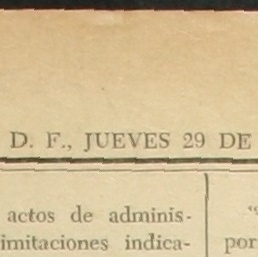 D. F., JUEVES 29 DE
actos de adminis-
imitaciones indica-
"
por